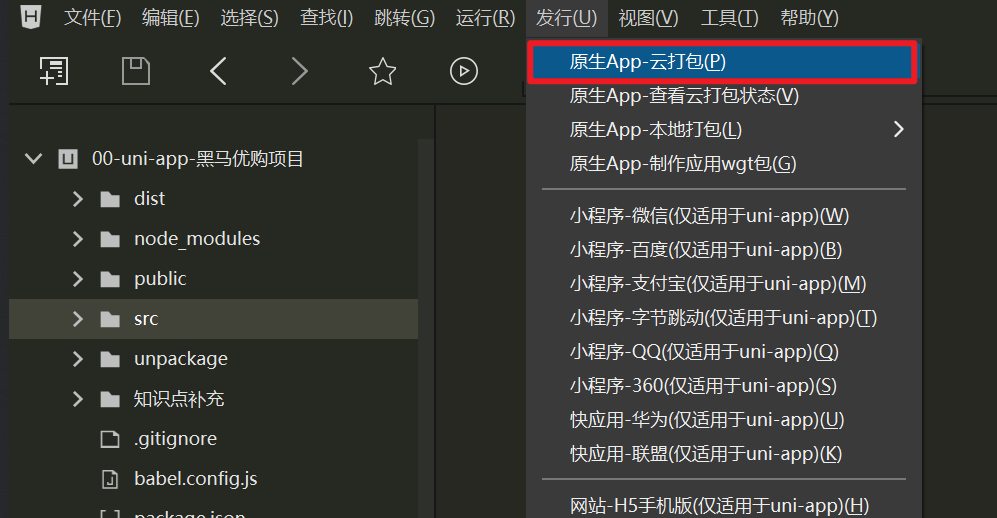 H 文件(F) 编辑(E) 选择(S) 查找(I) 跳转(G) 运行(R) 发行(U) 视图(V) 工具(T) 帮助(Y)
原生App-云打包(P)
原生App-查看云打包状态(V)
原生App-本地打包(L)
原生App-制作应用wgt包(G)
小程序-微信(仅适用于uni-app)(W)
小程序-百度(仅适用于uni-app)(B)
小程序-支付宝(仅适用于uni-app)(M)
小程序-字节跳动(仅适用于uni-app)(T)
小程序-QQ(仅适用于uni-app)(Q)
小程序-360(仅适用于uni-app)(S)
快应用-华为(仅适用于uni-app)(U)
快应用-联盟(仅适用于uni-app)(K)
网站-H5手机版(仅适用于uni-app)(H)
U 00-uni-app-黑马优购项目
dist
node_modules
public
src
unpackage
知识点补充
.gitignore
babel.config.js
package.json